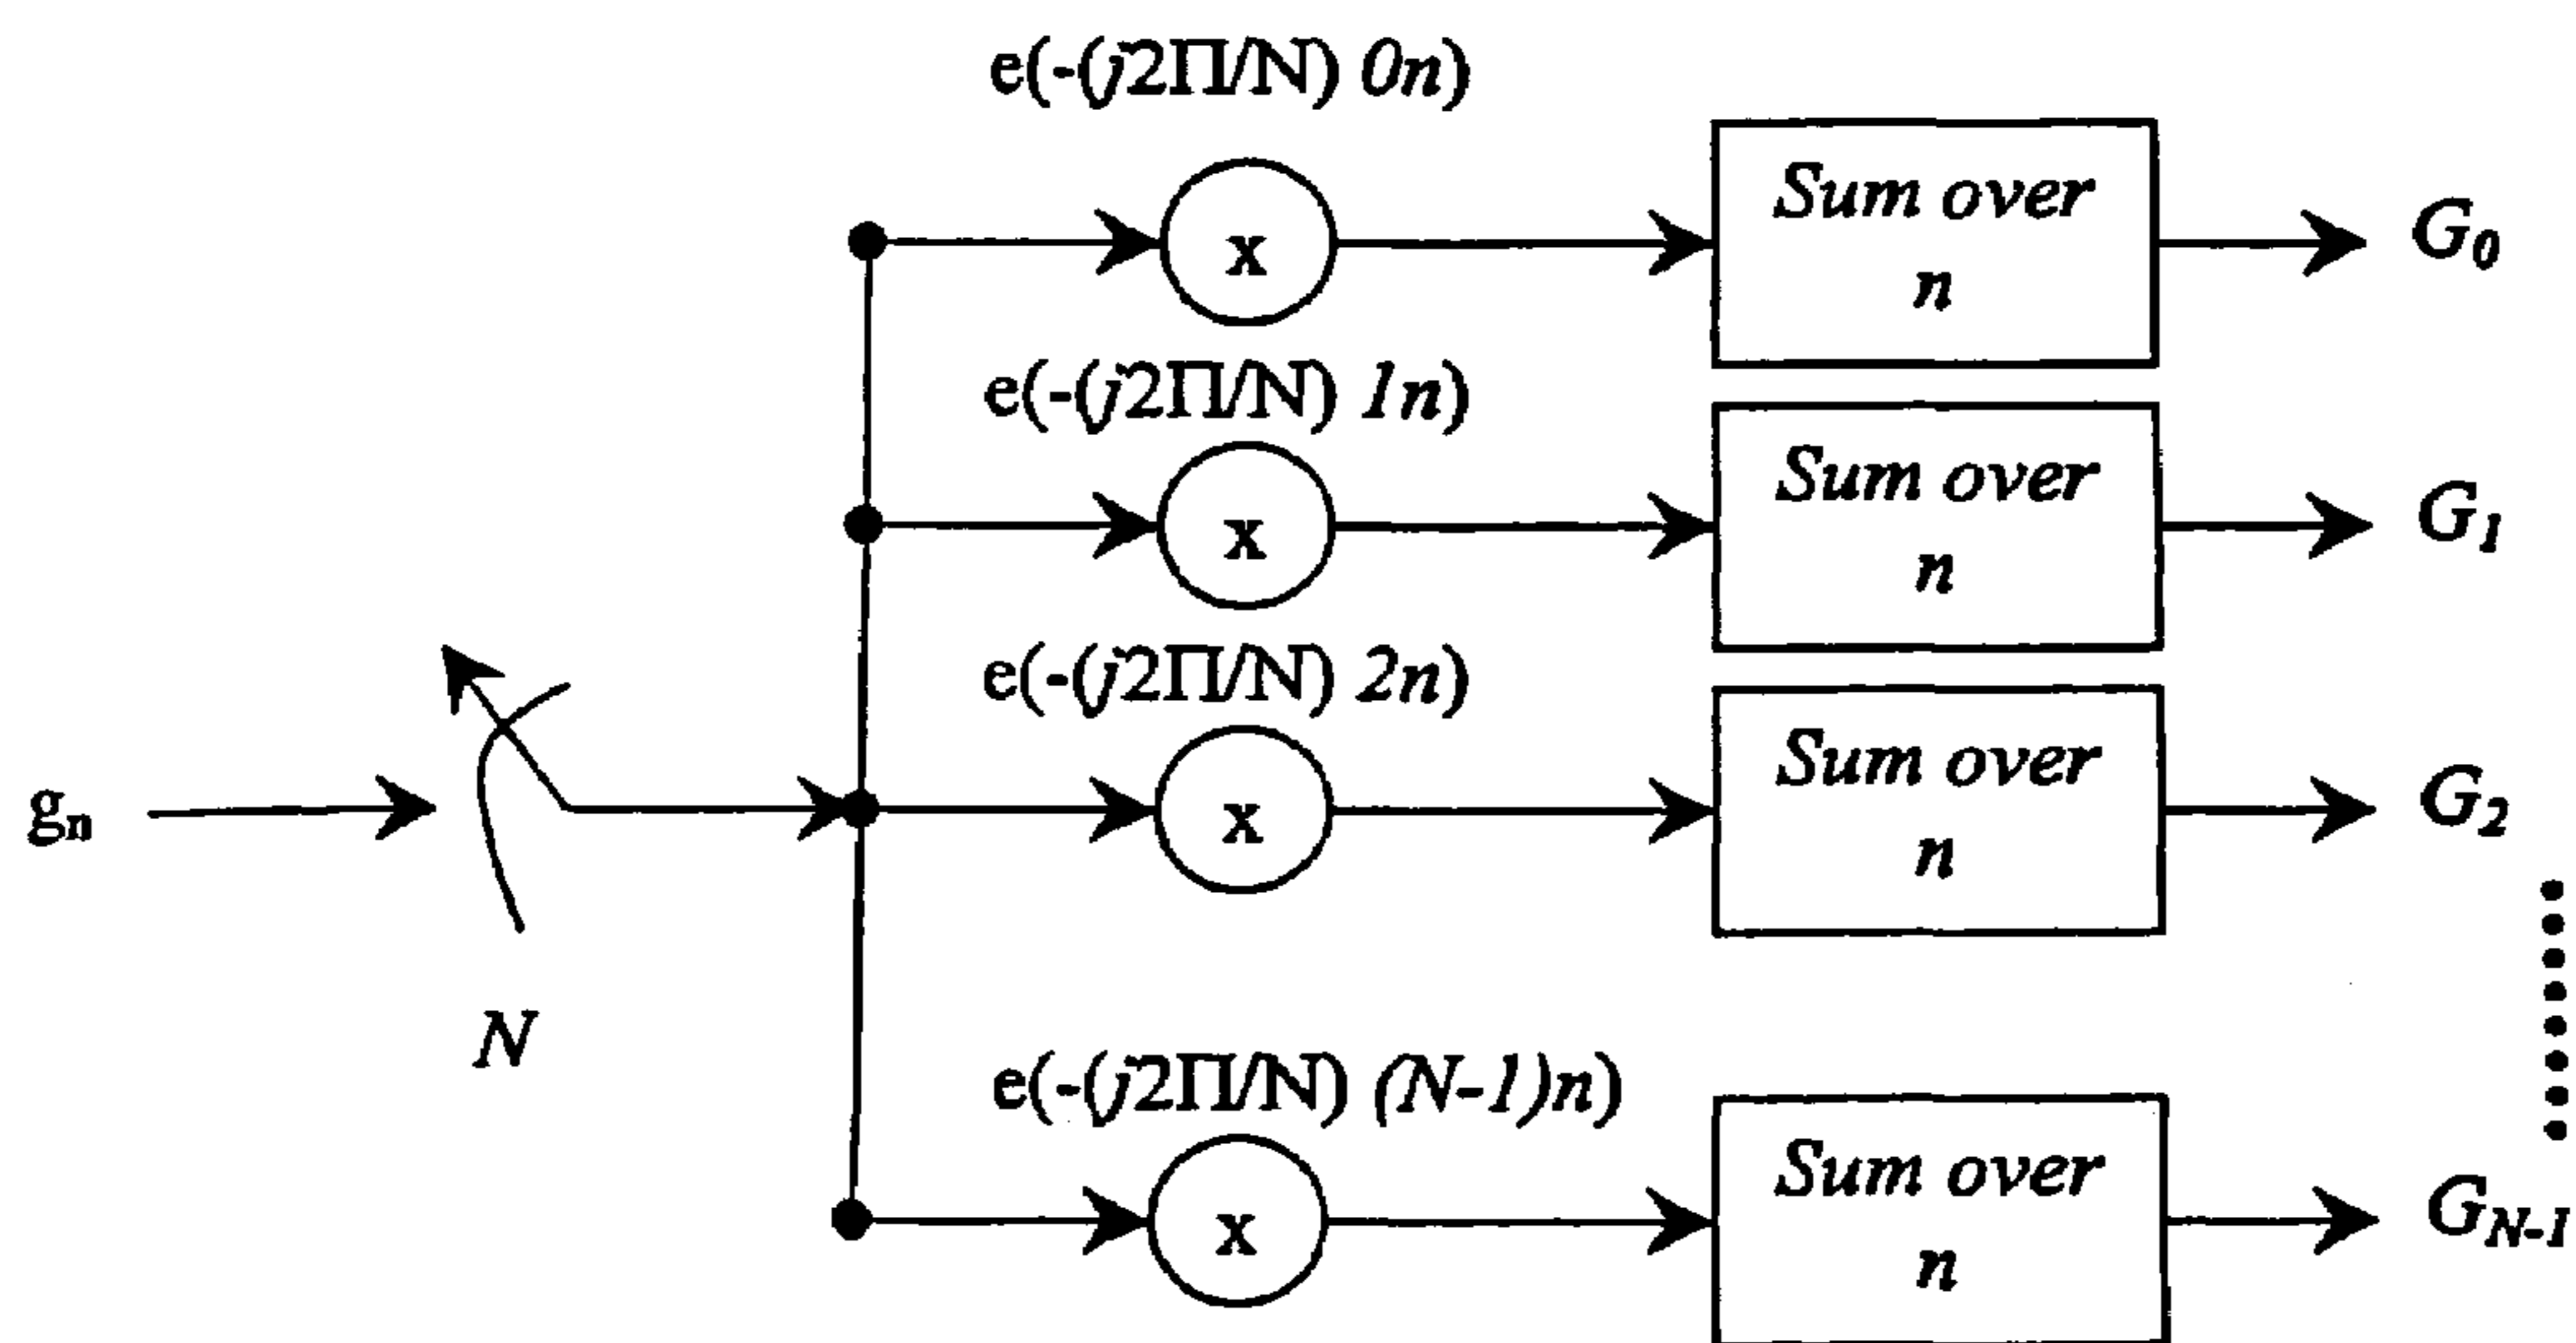 e(-(j2Π/N) 0n)
x
Sum over
n
G₀
e(-(j2Π/N) 1n)
x
Sum over
n
G₁
e(-(j2Π/N) 2n)
gₙ
x
Sum over
n
G₂
N
e(-(j2Π/N) (N-1)n)
x
Sum over
n
G_{N-1}